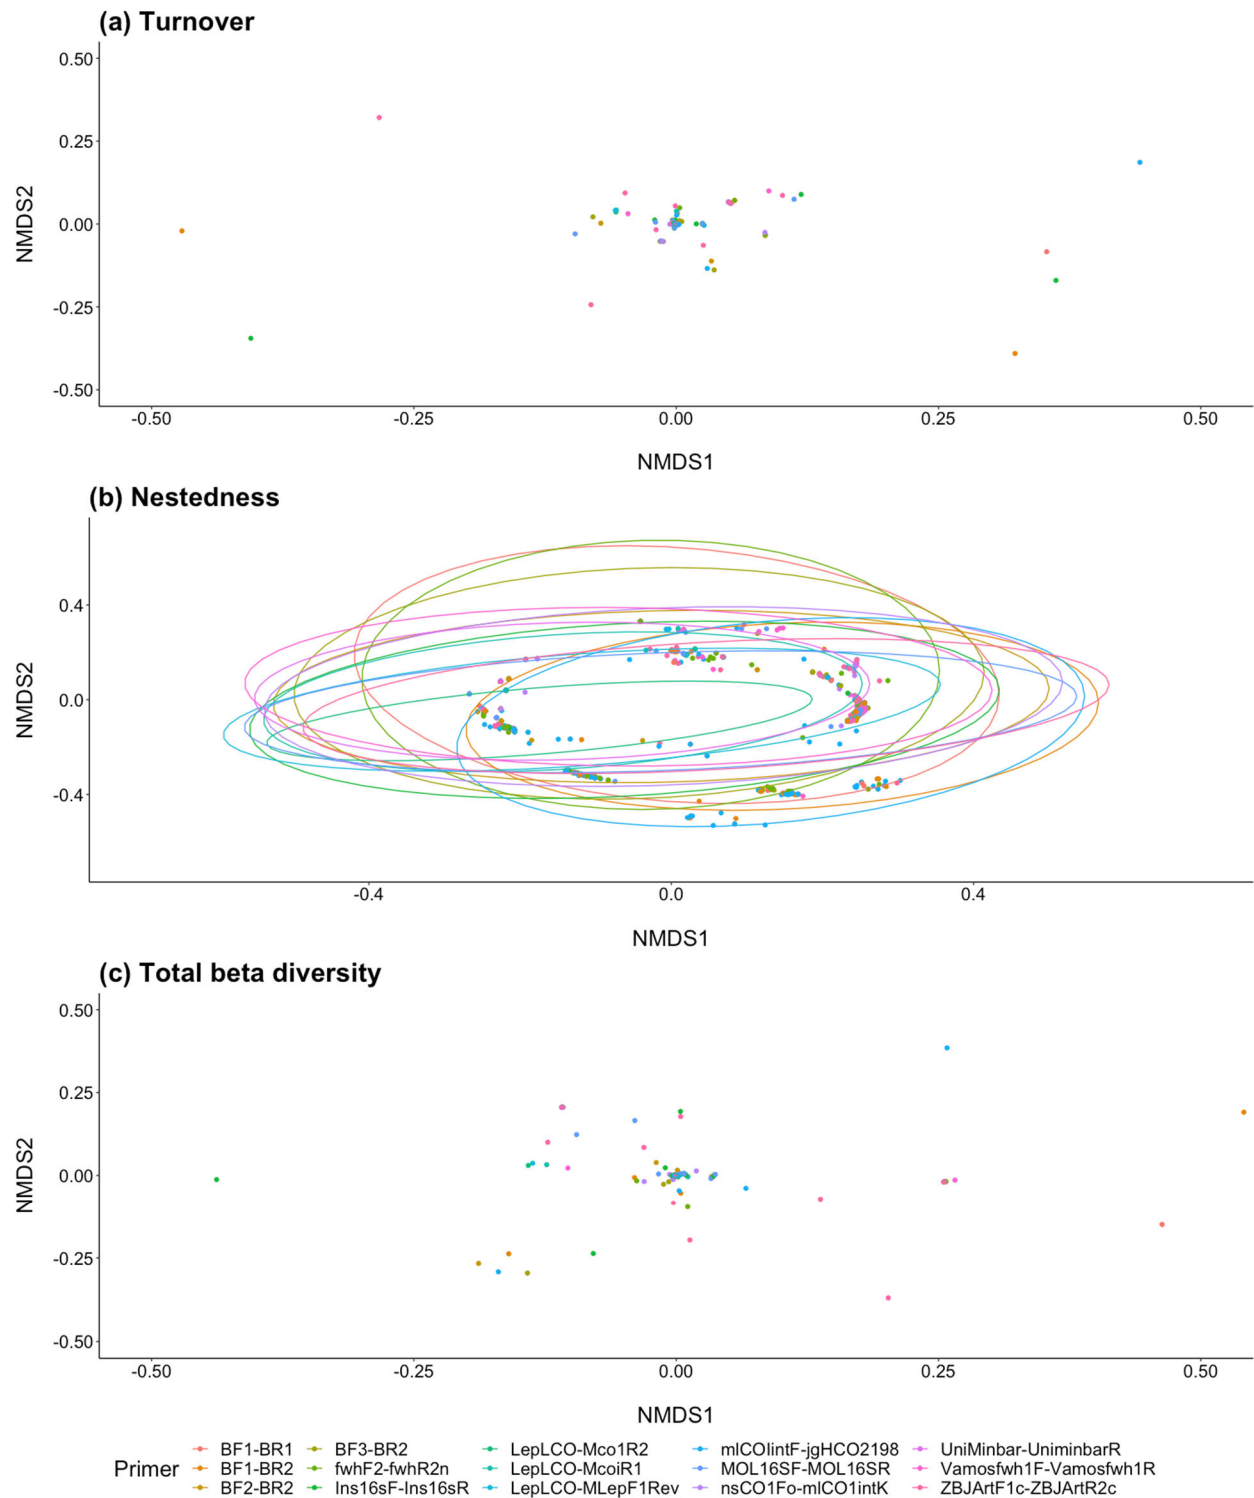 (a) Turnover
0.50
0.25
0.00
-0.25
-0.50
NMDS2
-0.50 -0.25 0.00 0.25 0.50
NMDS1
(b) Nestedness
0.4
0.0
-0.4
NMDS2
-0.4 0.0 0.4
NMDS1
(c) Total beta diversity
0.50
0.25
0.00
-0.25
-0.50
NMDS2
-0.50 -0.25 0.00 0.25 0.50
NMDS1
Primer
BF1-BR1 BF3-BR2 LepLCO-Mco1R2 mlCOIintF-jgHCO2198 UniMinbar-UniminbarR
BF1-BR2 fwhF2-fwhR2n LepLCO-McoiR1 MOL16SF-MOL16SR Vamosfwh1F-Vamosfwh1R
BF2-BR2 Ins16sF-Ins16sR LepLCO-MLepF1Rev nsCO1Fo-mlCO1intK ZBJArtF1c-ZBJArtR2c